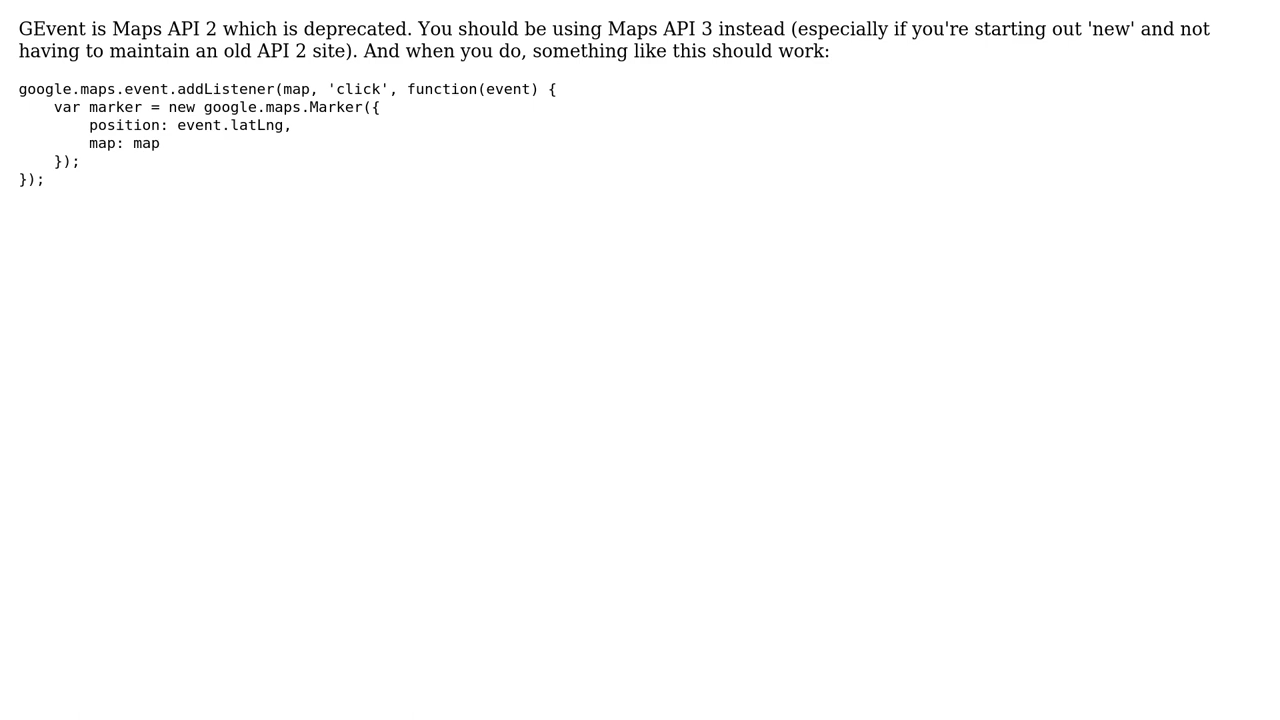 GEvent is Maps API 2 which is deprecated. You should be using Maps API 3 instead (especially if you're starting out 'new' and not
having to maintain an old API 2 site). And when you do, something like this should work:
google.maps.event.addListener(map, 'click', function(event) {
    var marker = new google.maps.Marker({
        position: event.latLng,
        map: map
    });
});